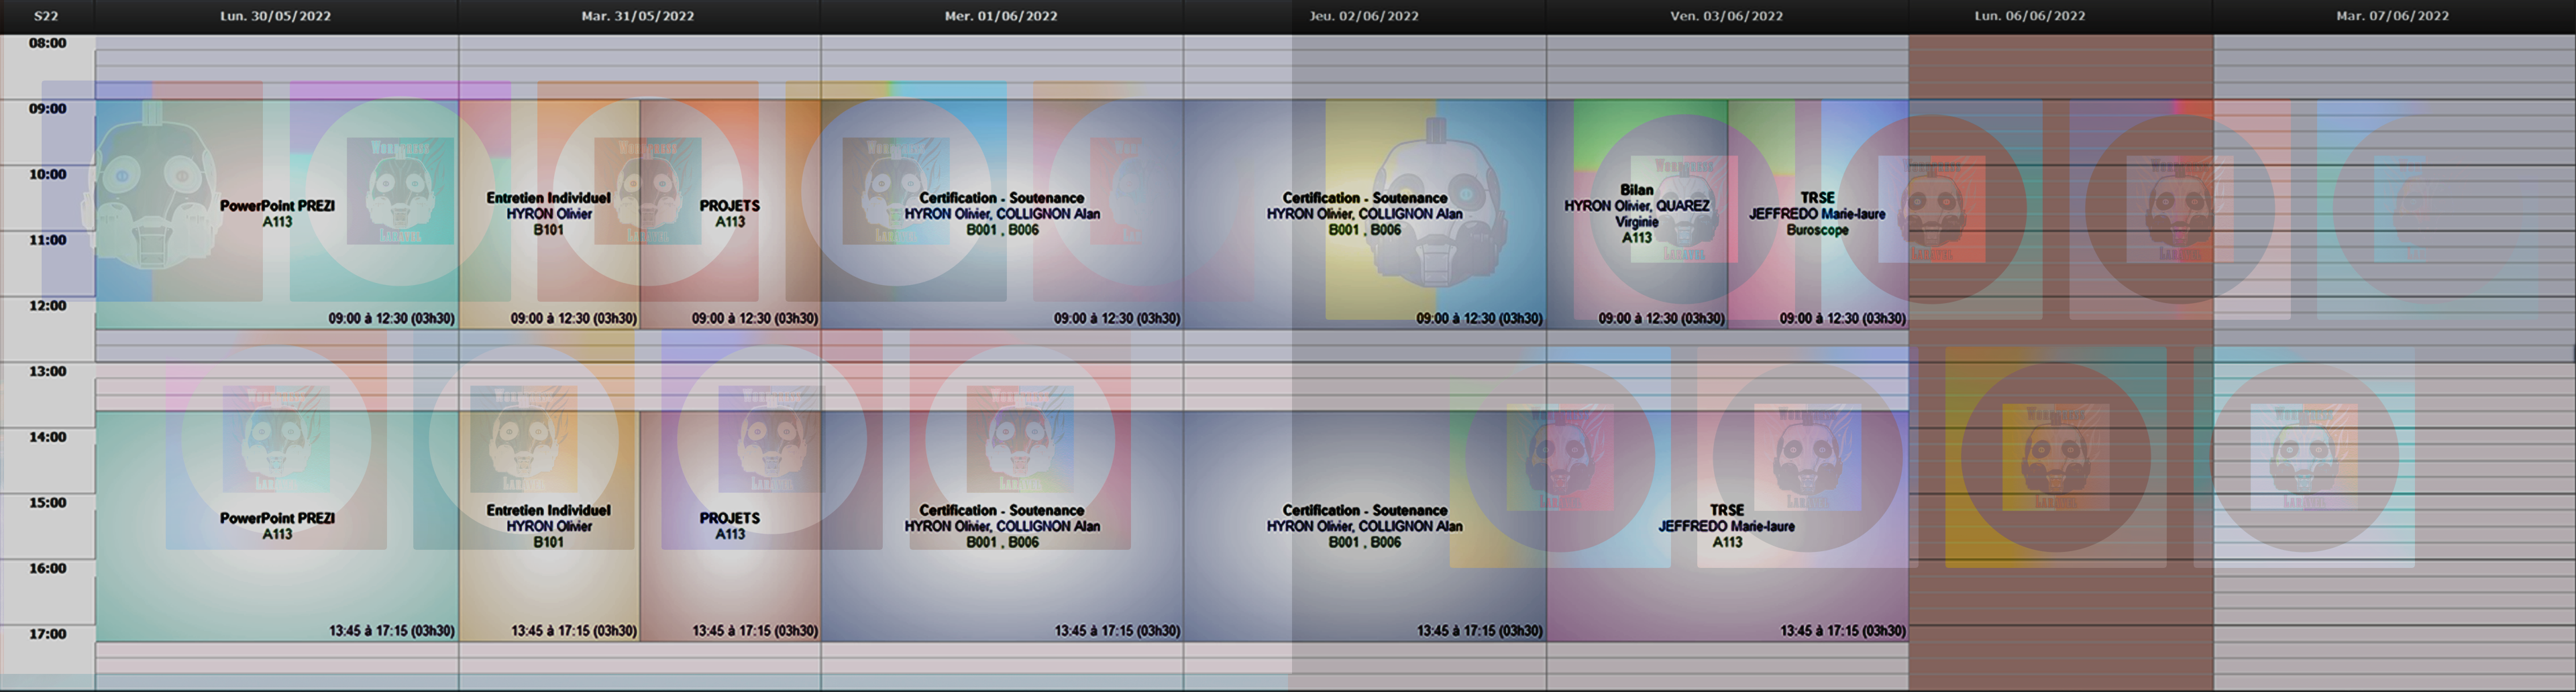 S22
Lun. 30/05/2022
Mar. 31/05/2022
Mer. 01/06/2022
Jeu. 02/06/2022
Ven. 03/06/2022
Lun. 06/06/2022
Mar. 07/06/2022
08:00
09:00
10:00
11:00
12:00
13:00
14:00
15:00
16:00
17:00
PowerPoint PREZI
A113
09:00 à 12:30 (03h30)
Entretien Individuel
HYRON Olivier
B101
09:00 à 12:30 (03h30)
PROJETS
A113
09:00 à 12:30 (03h30)
Certification - Soutenance
HYRON Olivier, COLLIGNON Alan
B001 , B006
09:00 à 12:30 (03h30)
Certification - Soutenance
HYRON Olivier, COLLIGNON Alan
B001 , B006
09:00 à 12:30 (03h30)
Bilan
HYRON Olivier, QUAREZ
Virginie
A113
09:00 à 12:30 (03h30)
TRSE
JEFFREDO Marie-laure
Buroscope
09:00 à 12:30 (03h30)
PowerPoint PREZI
A113
13:45 à 17:15 (03h30)
Entretien Individuel
HYRON Olivier
B101
13:45 à 17:15 (03h30)
PROJETS
A113
13:45 à 17:15 (03h30)
Certification - Soutenance
HYRON Olivier, COLLIGNON Alan
B001 , B006
13:45 à 17:15 (03h30)
Certification - Soutenance
HYRON Olivier, COLLIGNON Alan
B001 , B006
13:45 à 17:15 (03h30)
TRSE
JEFFREDO Marie-laure
A113
13:45 à 17:15 (03h30)